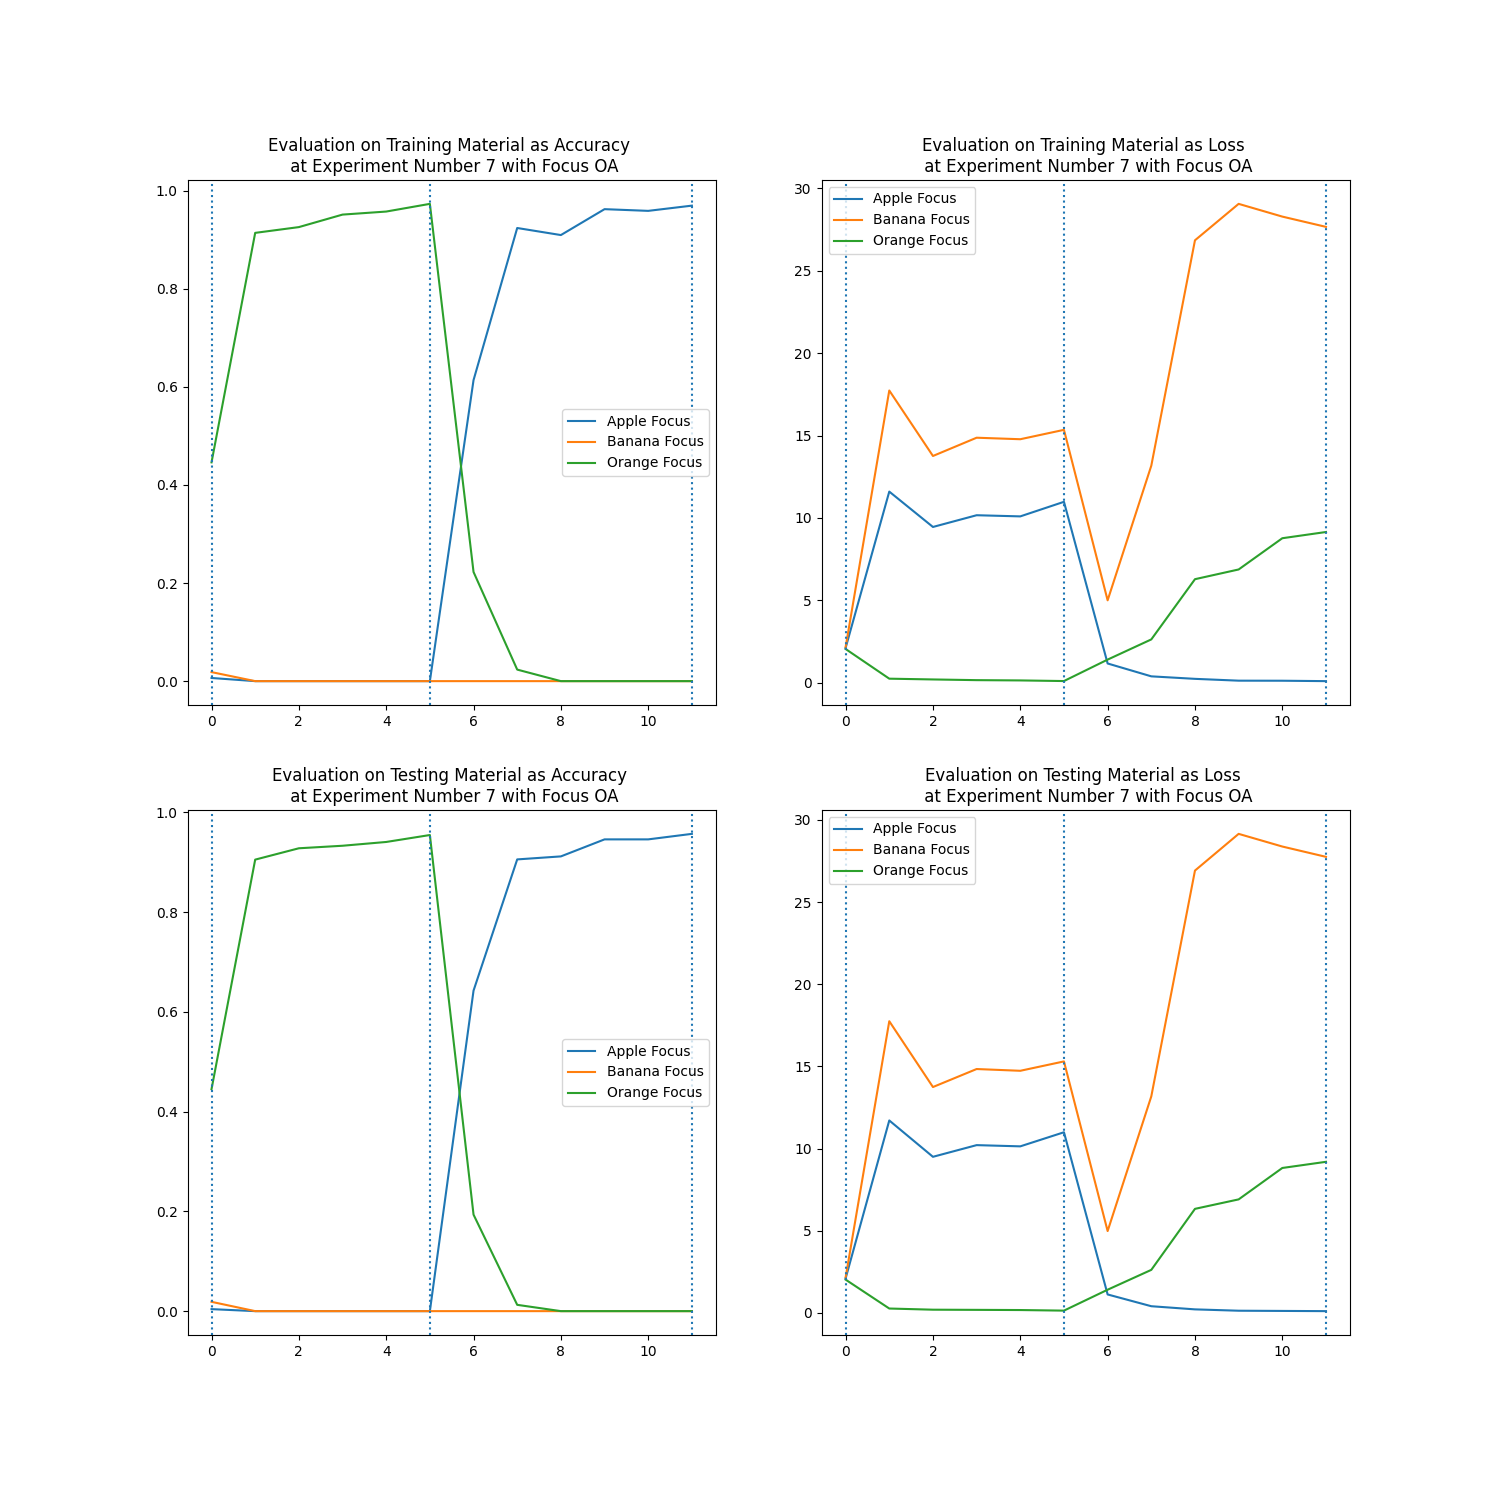 Evaluation on Training Material as Accuracy
at Experiment Number 7 with Focus OA
1.0
0.8
0.6
0.4
0.2
0.0
0 2 4 6 8 10
Apple Focus
Banana Focus
Orange Focus
Evaluation on Training Material as Loss
at Experiment Number 7 with Focus OA
30
25
20
15
10
5
0
0 2 4 6 8 10
Apple Focus
Banana Focus
Orange Focus
Evaluation on Testing Material as Accuracy
at Experiment Number 7 with Focus OA
1.0
0.8
0.6
0.4
0.2
0.0
0 2 4 6 8 10
Apple Focus
Banana Focus
Orange Focus
Evaluation on Testing Material as Loss
at Experiment Number 7 with Focus OA
30
25
20
15
10
5
0
0 2 4 6 8 10
Apple Focus
Banana Focus
Orange Focus